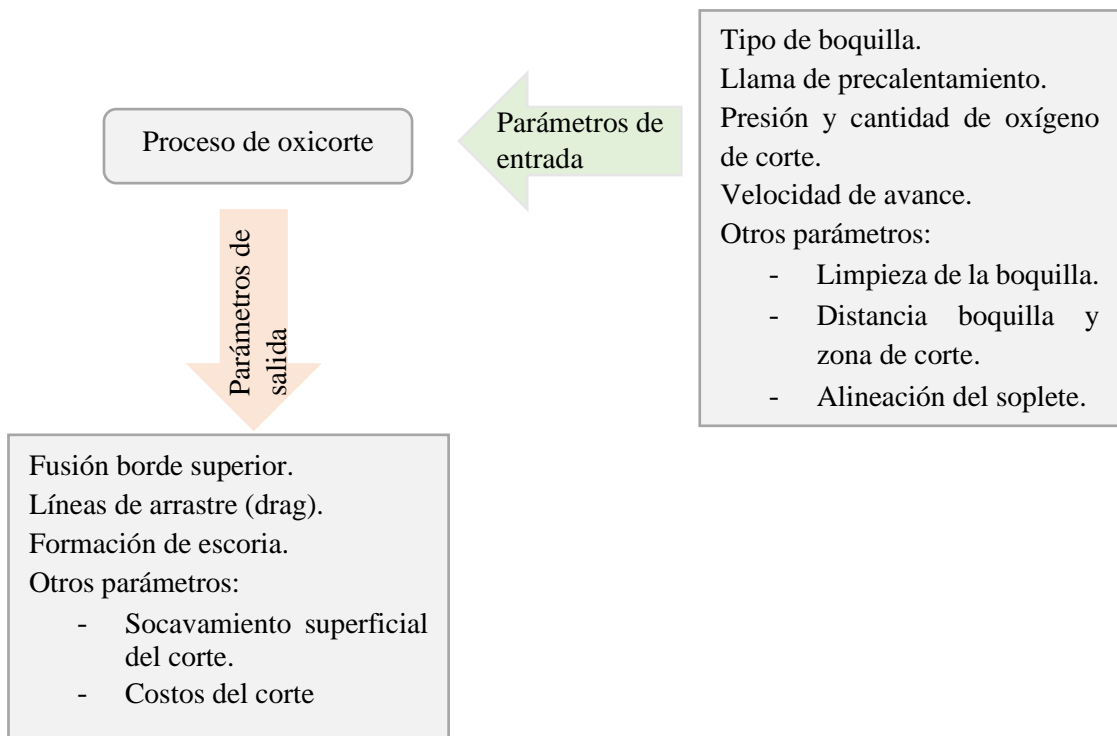 Proceso de oxicorte
Parámetros de
entrada
Tipo de boquilla.
Llama de precalentamiento.
Presión y cantidad de oxígeno
de corte.
Velocidad de avance.
Otros parámetros:
- Limpieza de la boquilla.
- Distancia boquilla y
zona de corte.
- Alineación del soplete.
Parámetros de
salida
Fusión borde superior.
Líneas de arrastre (drag).
Formación de escoria.
Otros parámetros:
- Socavamiento superficial
del corte.
- Costos del corte